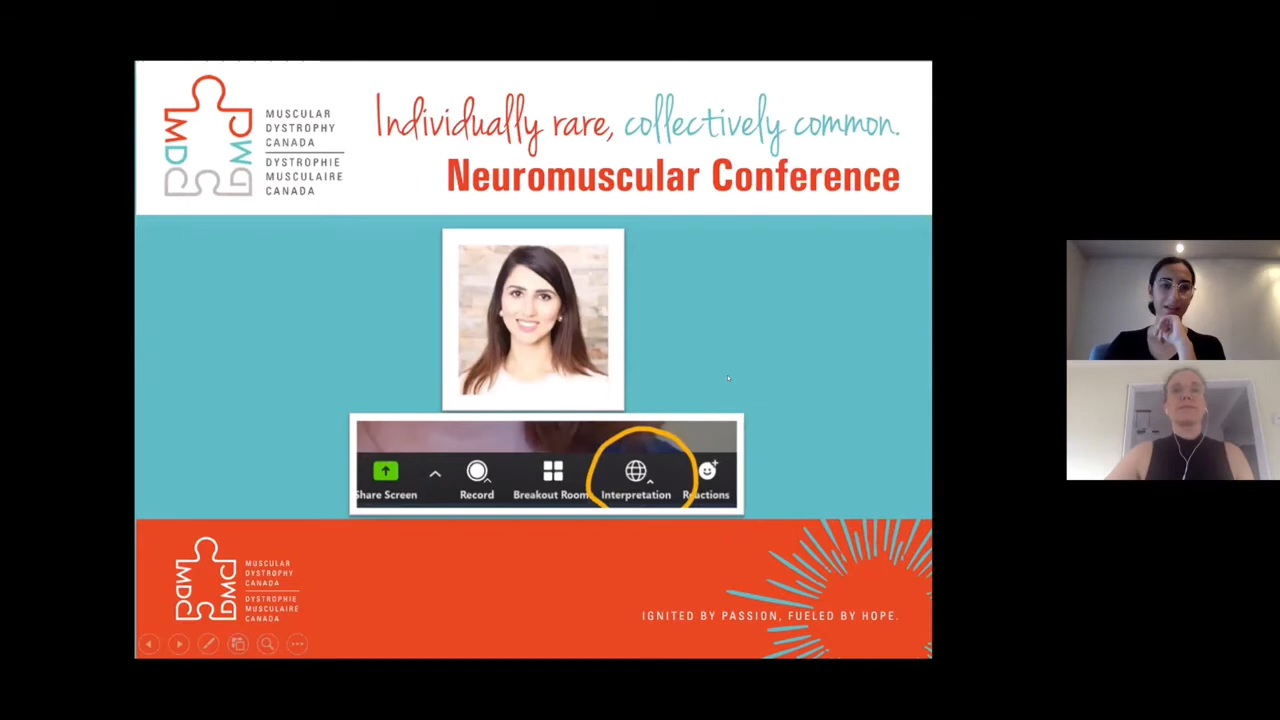 MUSCULAR
DYSTROPHY
CANADA
DYSTROPHIE
MUSCULAIRE
CANADA
Individually rare, collectively common.
Neuromuscular Conference
Share Screen
Record
Breakout Room
Interpretation
Reactions
MUSCULAR
DYSTROPHY
CANADA
DYSTROPHIE
MUSCULAIRE
CANADA
IGNITED BY PASSION, FUELED BY HOPE.